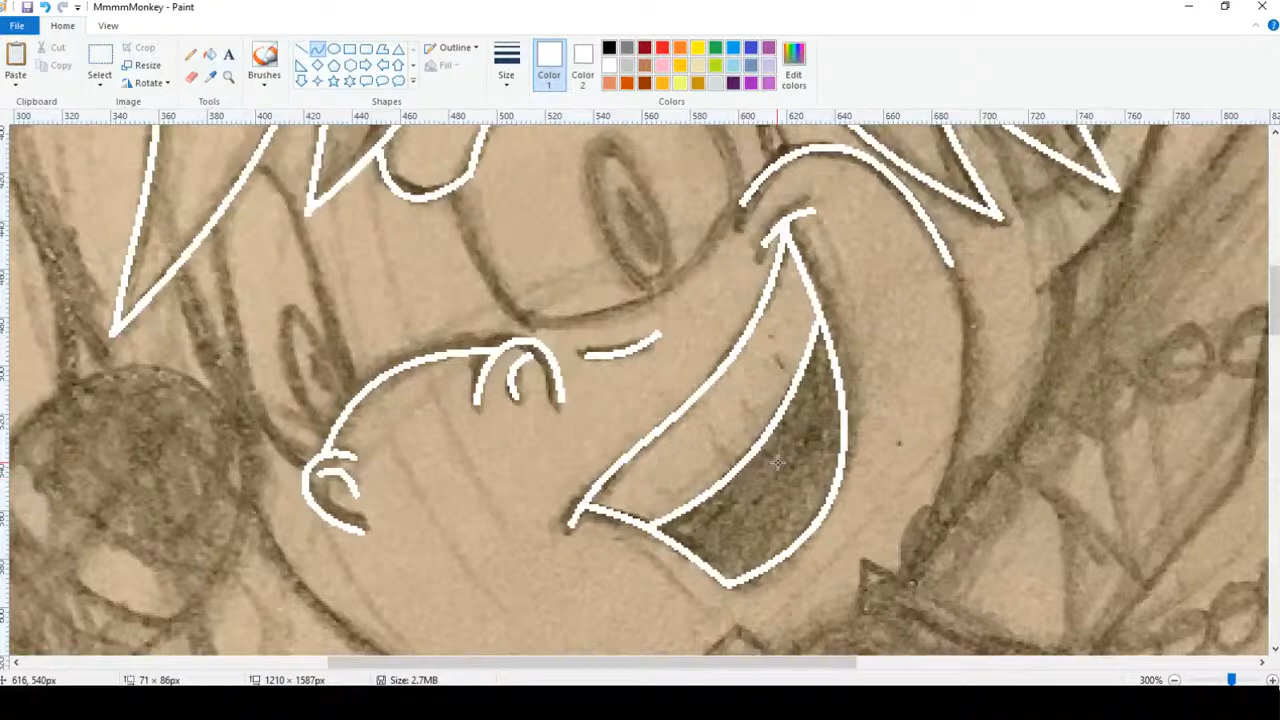 MmmmMonkey - Paint
File Home View
Paste Cut Copy
Select Crop Resize Rotate
A
Brushes
Outline Fill
Size
Color 1 Color 2
Edit colors
Clipboard Image Tools Shapes Colors
300 320 340 360 380 400 420 440 460 480 500 520 540 560 580 600 620 640 660 680 700 720 740 760 780 800
616, 540px 71 × 86px 1210 × 1587px Size: 2.7MB 300%